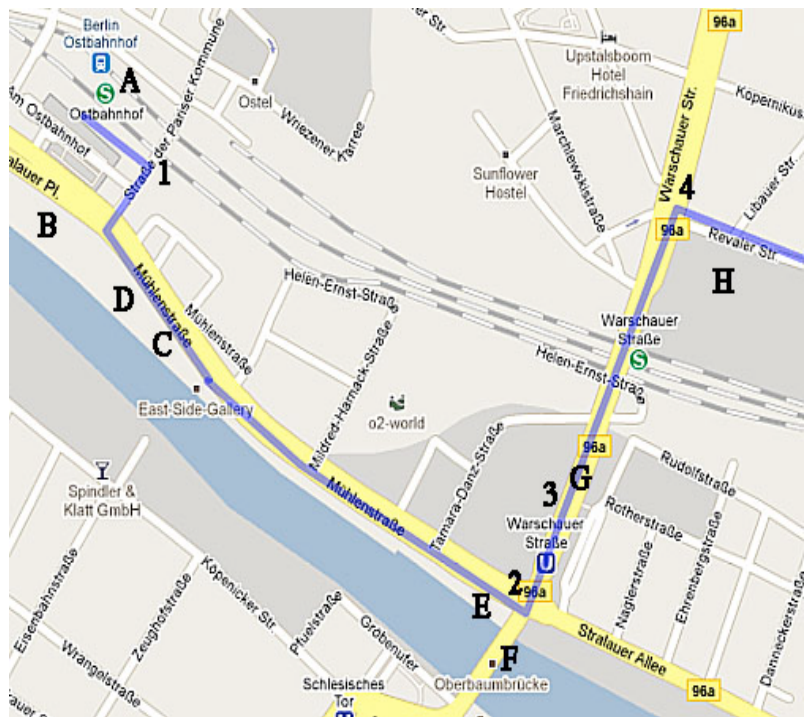 96a
Berlin
Ostbahnhof
A
S
Ostbahnhof
Am Ostbahnhof
Straße der Pariser Kommune
Ostel
Wriezener Karree
Upstalsboom
Hotel
Friedrichshain
Kopernikus
Warschauer Str.
Marchlewskistraße
Sunflower
Hostel
Libauer Str.
1
4
96a
Revaler Str
ralauer Pl.
B
D
C
H
Mühlenstraße
Mühlenstraße
Helen-Ernst-Straße
Warschauer
Straße
S
Helen-Ernst-Straße
East-Side-Gallery
Mildred-Harnack-Straße
o2-world
Tamara-Danz-Straße
96a
G
3
Rudolfstraße
Spindler &
Klatt GmbH
Mühlenstraße
Warschauer
Straße
U
Rotherstraße
Naglerstraße
Ehrenbergstraße
Danneckerstraße
2
96a
E
Köpenicker Str.
Eisenbahnstraße
Zeughofstraße
Pfuelstraße
Gröbenufer
Stralauer Allee
F
Oberbaumbrücke
Wrangelstraße
Schlesisches
Tor
U
96a
auer Str.